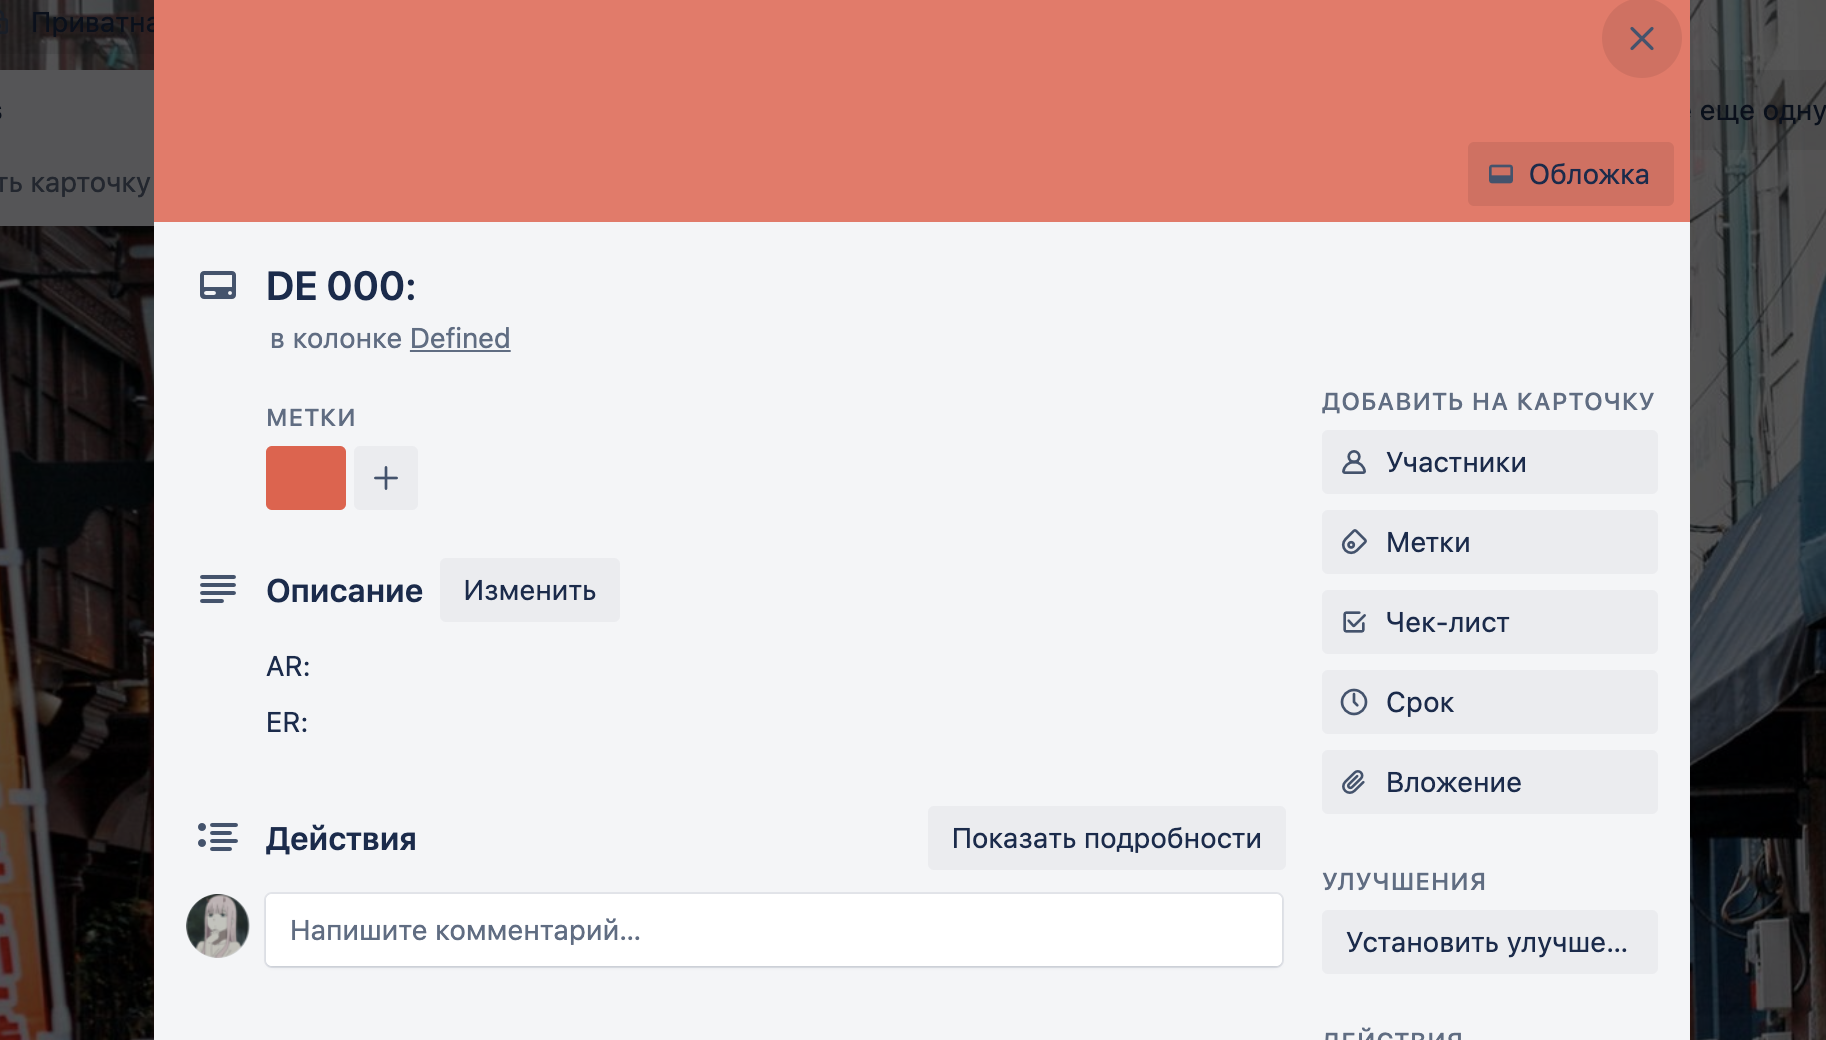 Приватна
еще одну
ть карточку
Обложка
DE 000:
в колонке Defined
МЕТКИ
Описание
Изменить
AR:
ER:
Действия
Показать подробности
Напишите комментарий...
ДОБАВИТЬ НА КАРТОЧКУ
Участники
Метки
Чек-лист
Срок
Вложение
УЛУЧШЕНИЯ
Установить улучше...
ДЕЙСТВИЯ